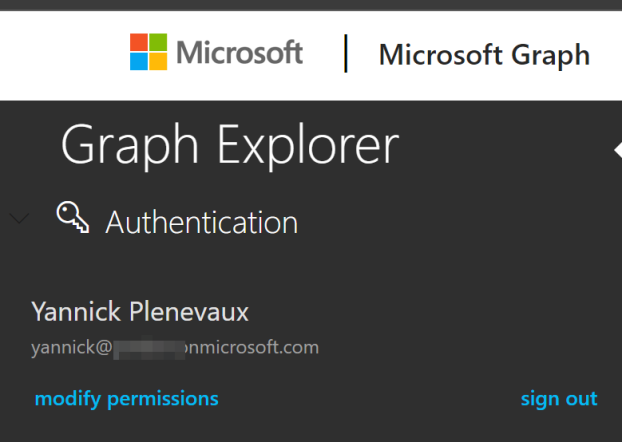 Microsoft | Microsoft Graph
Graph Explorer
Authentication
Yannick Plenevaux
yannick@ onmicrosoft.com
modify permissions sign out